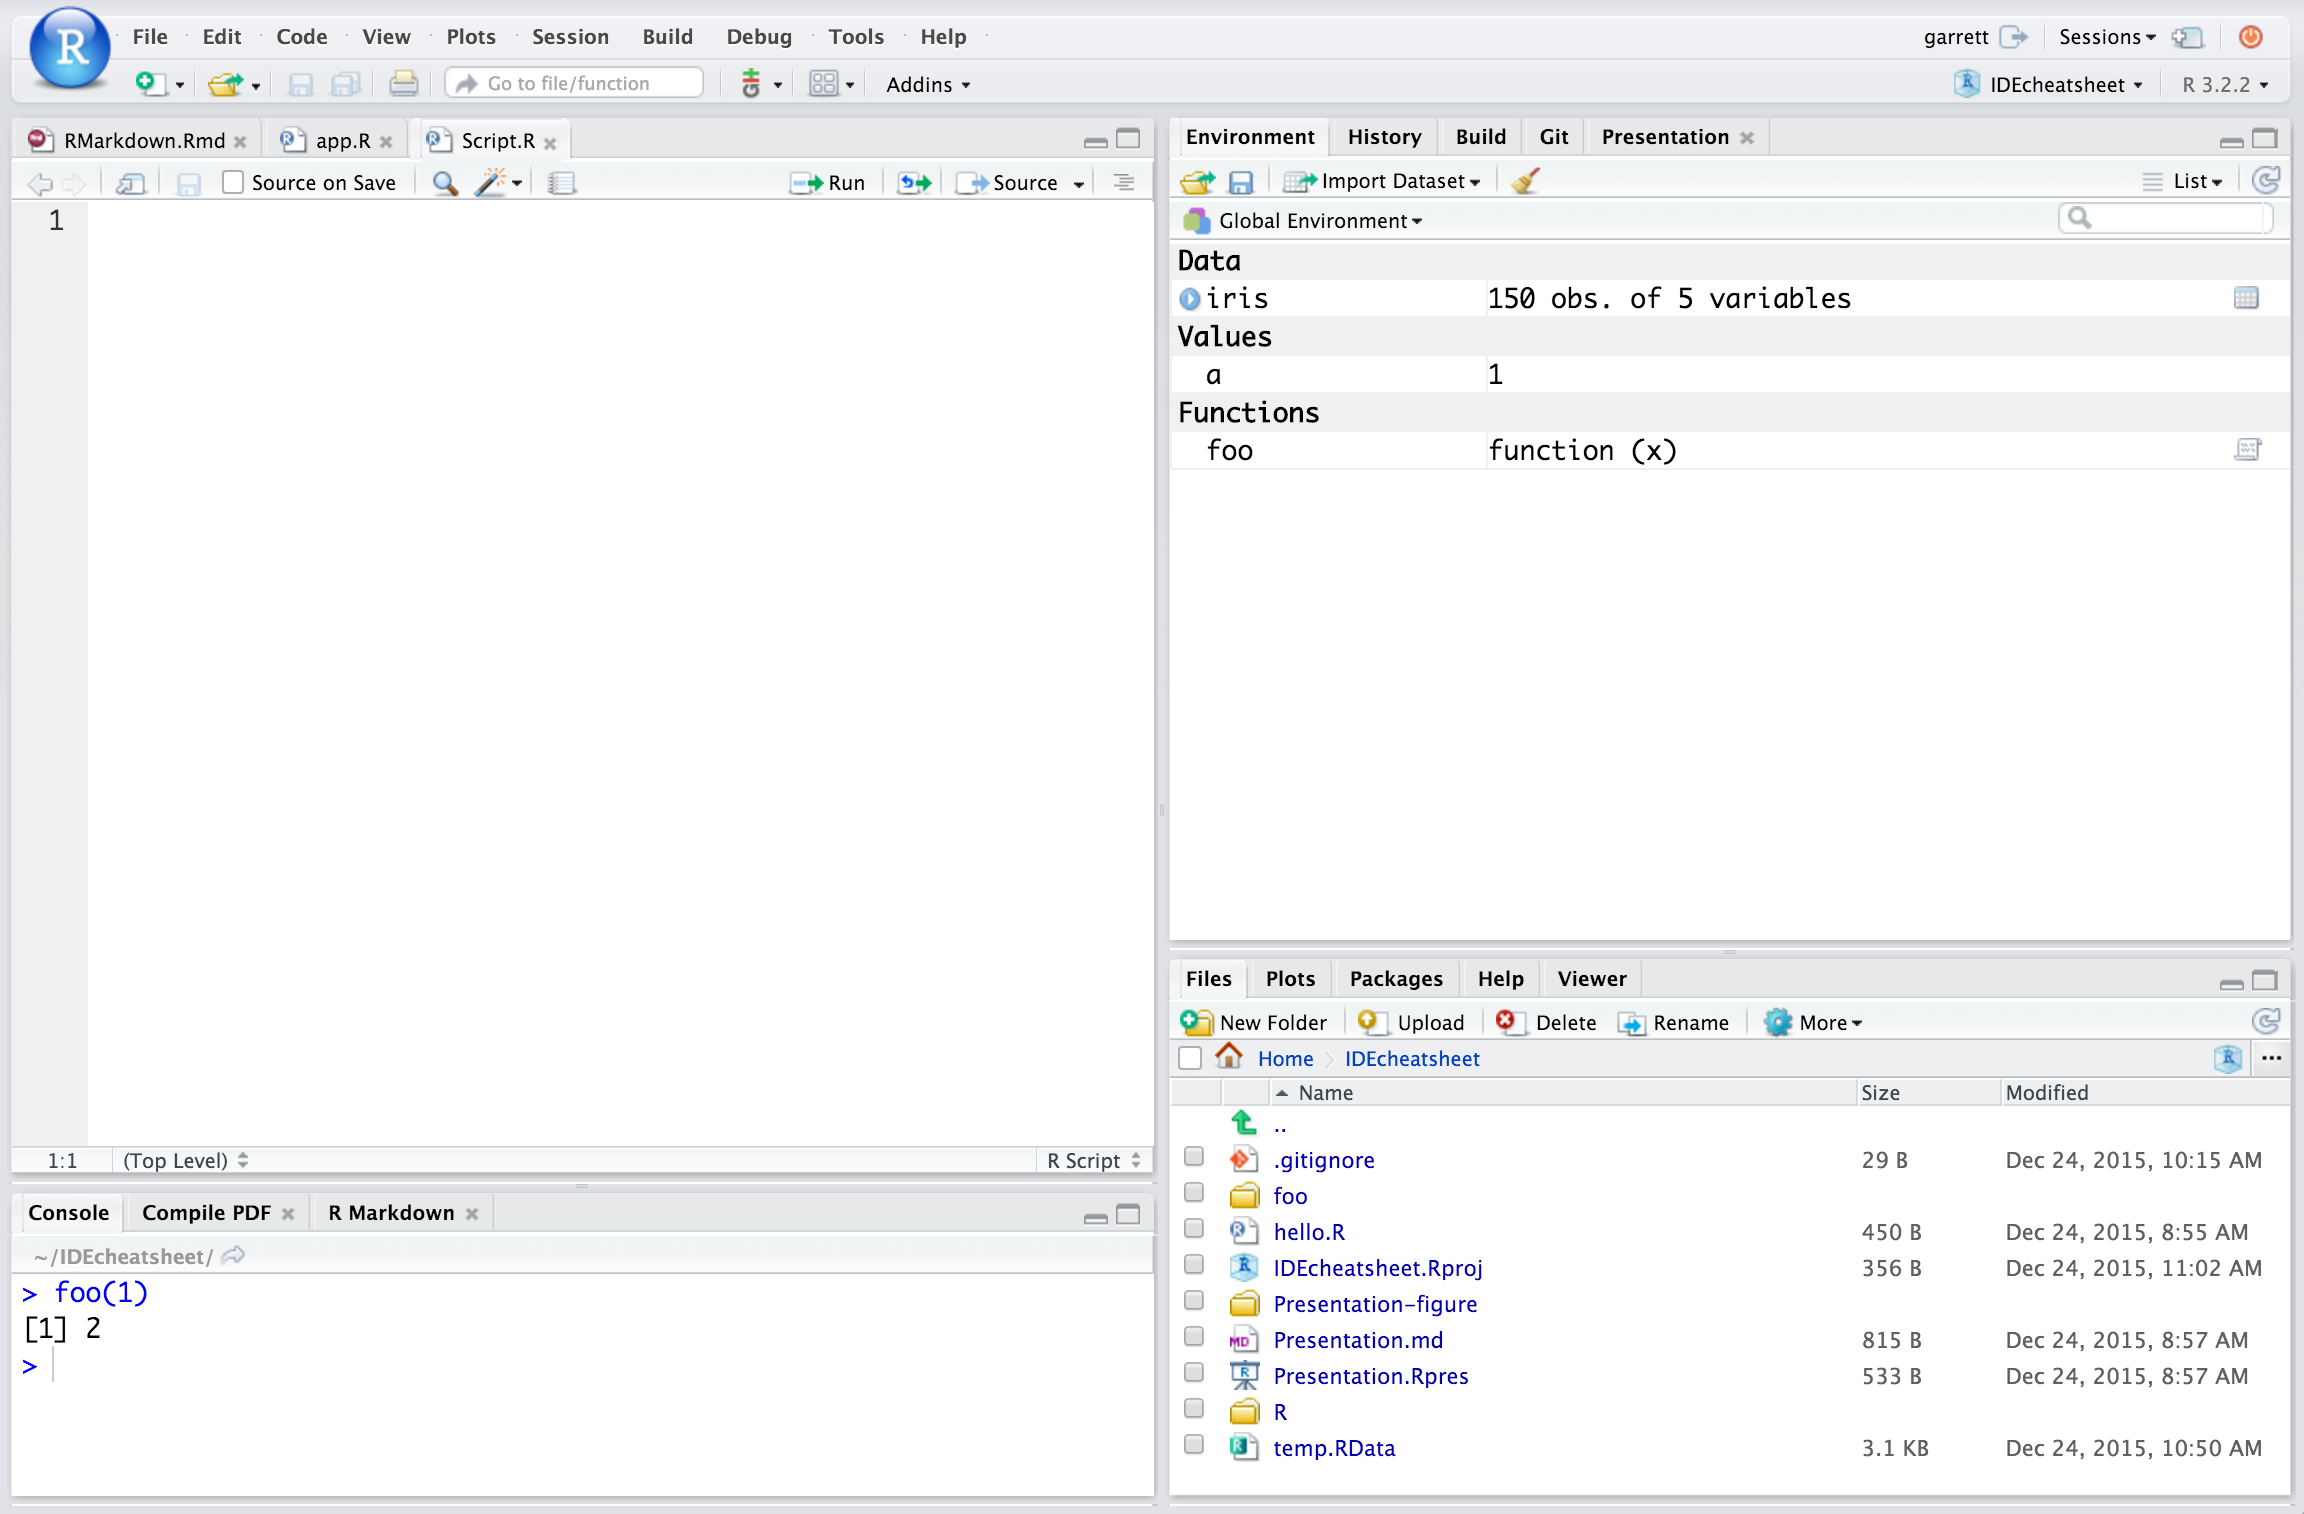 R File Edit Code View Plots Session Build Debug Tools Help garrett Sessions
Go to file/function Addins IDEcheatsheet R 3.2.2
RMarkdown.Rmd app.R Script.R
Source on Save Run Source
1
1:1 (Top Level) R Script
Console Compile PDF R Markdown
~/IDEcheatsheet/
> foo(1)
[1] 2
>
Environment History Build Git Presentation
Import Dataset List
Global Environment
Data
iris 150 obs. of 5 variables
Values
a 1
Functions
foo function (x)
Files Plots Packages Help Viewer
New Folder Upload Delete Rename More
Home IDEcheatsheet ...
Name Size Modified
..
.gitignore 29 B Dec 24, 2015, 10:15 AM
foo
hello.R 450 B Dec 24, 2015, 8:55 AM
IDEcheatsheet.Rproj 356 B Dec 24, 2015, 11:02 AM
Presentation-figure
MD Presentation.md 815 B Dec 24, 2015, 8:57 AM
Presentation.Rpres 533 B Dec 24, 2015, 8:57 AM
R
temp.RData 3.1 KB Dec 24, 2015, 10:50 AM